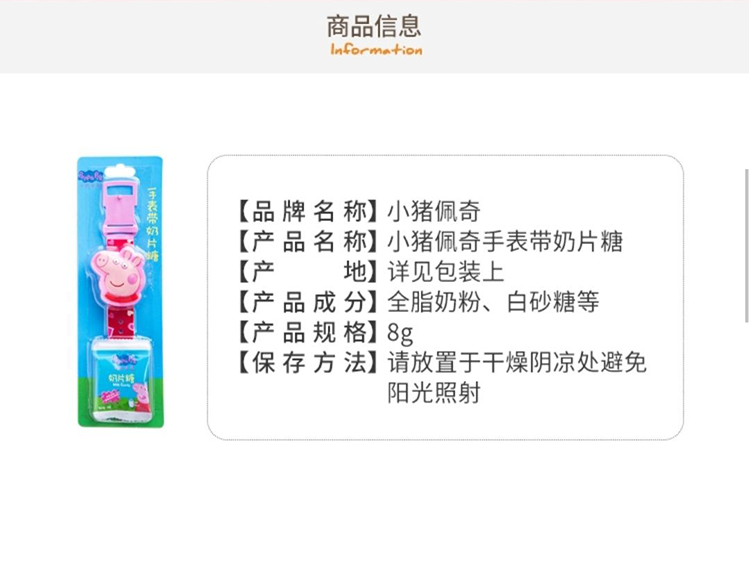 商品信息
Information
手表带奶片糖
奶片糖
【品牌名称】小猪佩奇
【产品名称】小猪佩奇手表带奶片糖
【产 地】详见包装上
【产品成分】全脂奶粉、白砂糖等
【产品规格】8g
【保存方法】请放置于干燥阴凉处避免
阳光照射